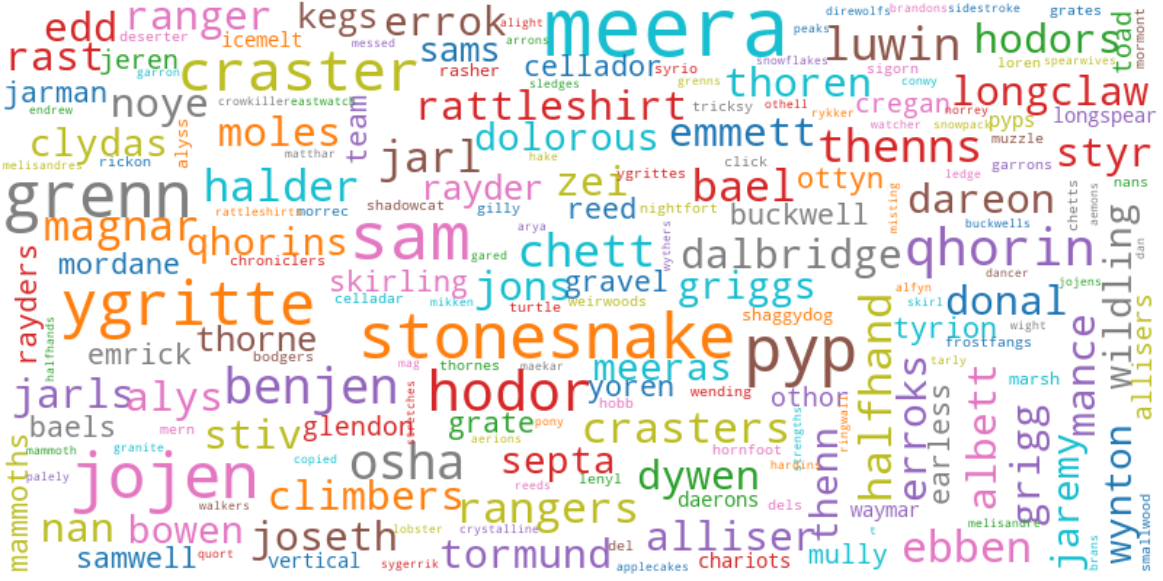 edd ranger kegs errok alight meera direwolfs brandons sidestroke grates
deserter icemelt messed sams arrons peaks luwin hodors toad mormont
rast jeren garron craster rasher cellador syrio snowflakes sigorn loren spearwives
jarman noye crowkiller eastwatch sledges grenns thoren conwy longclaw
endrew team rattleshirt tricksy othell rykker cregan norrey longspear
clydas alyss moles dolorous emmett watcher snowpack pyps muzzle
melisandres rickon matthar jarl hake click thenns ledge garrons styr
grenn halder rayder zei ygrittes bael ottyn dareon chetts aemons nans
rattleshirt morrec shadowcat gilly reed nightfort buckwell misting buckwells
magnar qhorins sam arya chett wythers dalbridge qhorin wildling dan
rayders mordane chroniclers gared skirling jons gravel griggs dancer jojens
ygritte celladar mikken turtle weirwoods shaggydog alfyn skirl donal
halfhands thorne stonesnake pyp halfhand tyrion wight frostfangs allisers
emrick bodgers mag thornes maekar meeras tarly mance
jarls alys benjen hodor yoren wending othor erroks earless albett marsh
baels mern stiv glendon stretches grate pony hobb crasters strengths ringwall grigg
mammoths mammoth granite aerions hornfoot
palely jojen copied osha septa lenyl dywen hardins thenn jeremy wynton
walkers climbers reeds rangers daerons dels waymar
nan bowen joseth lobster crystalline alliser t melisandre smallwood
samwell quort vertical sygerrik tormund del applecakes chariots mully ebben brans